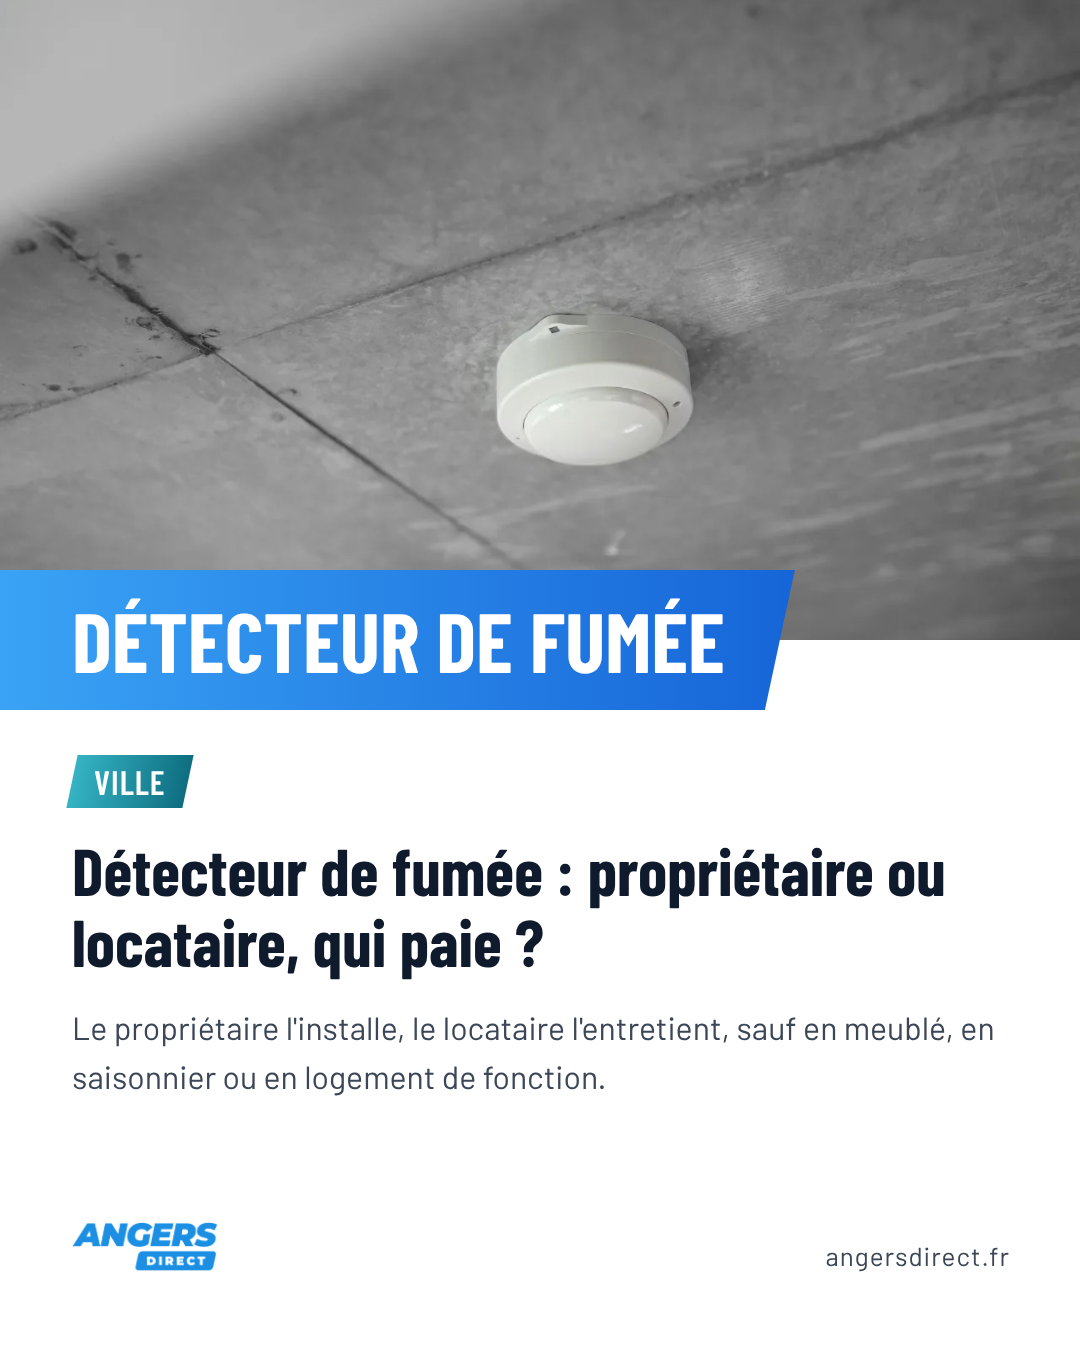 DÉTECTEUR DE FUMÉE
VILLE
Détecteur de fumée : propriétaire ou
locataire, qui paie ?
Le propriétaire l'installe, le locataire l'entretient, sauf en meublé, en
saisonnier ou en logement de fonction.
ANGERS
DIRECT
angersdirect.fr